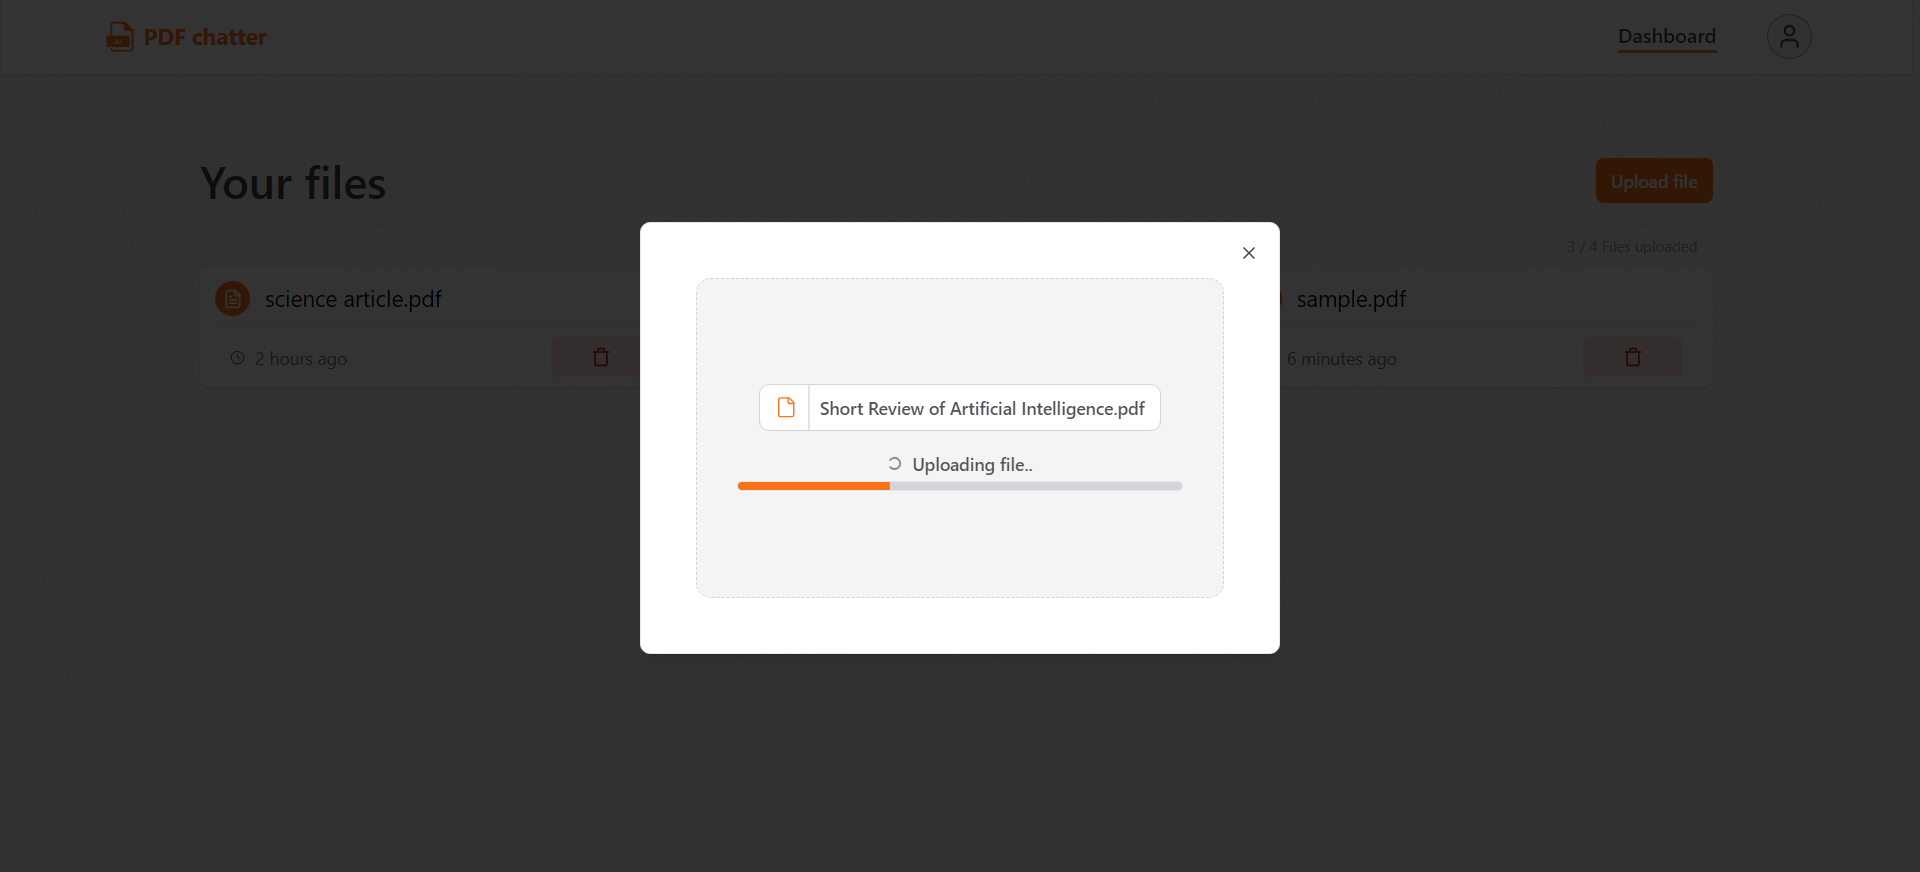 PDF chatter
Dashboard
Your files
Upload file
3 / 4 Files uploaded
science article.pdf
sample.pdf
2 hours ago
6 minutes ago
Short Review of Artificial Intelligence.pdf
Uploading file..